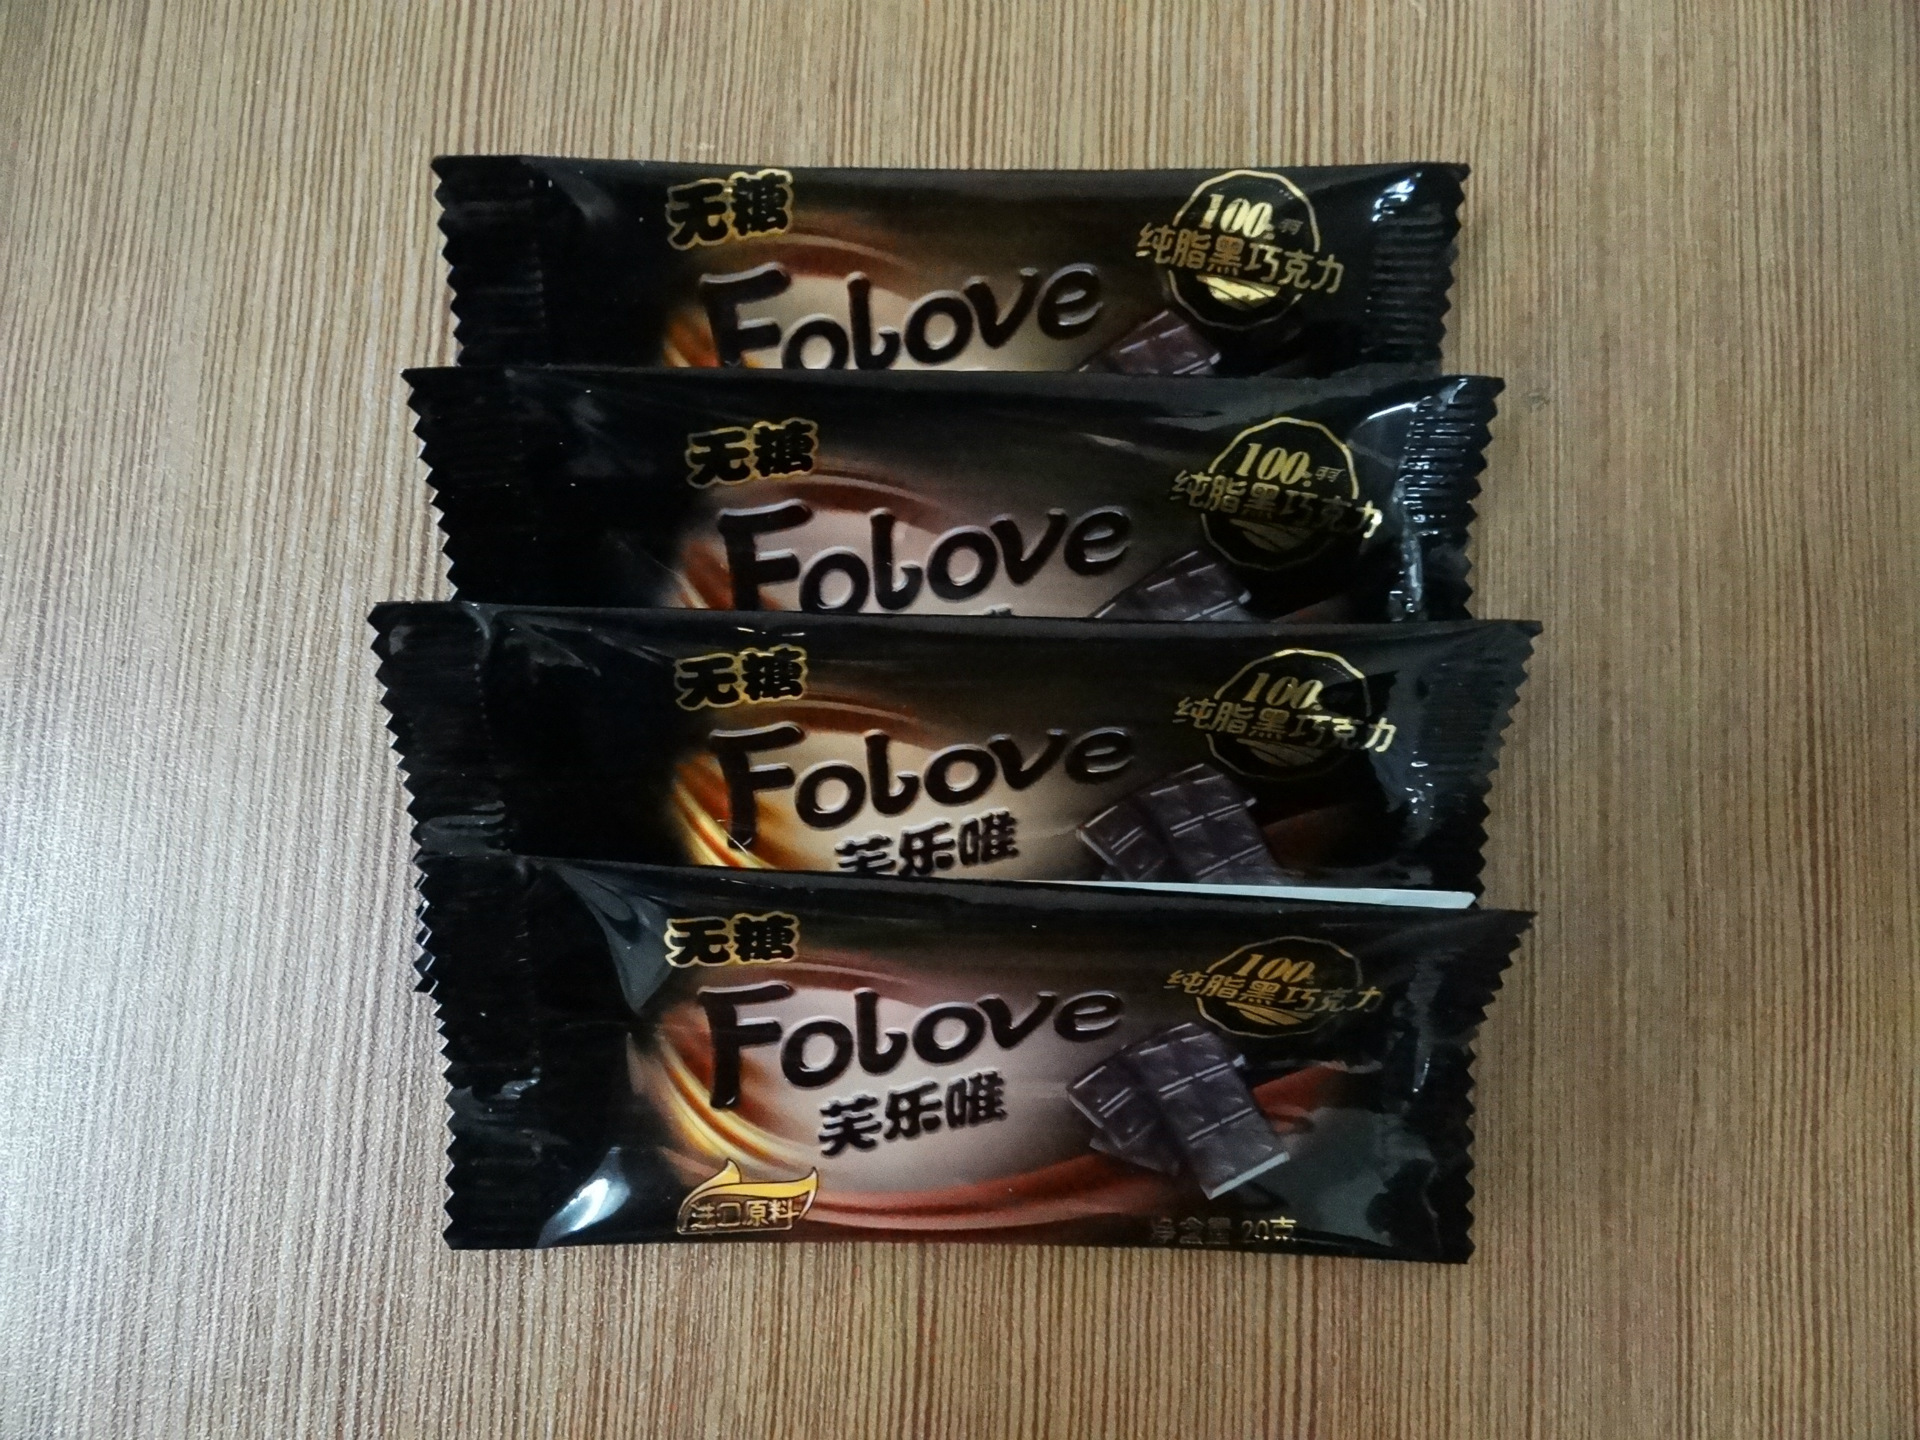 无糖
100%
纯脂黑巧克力
Folove
无糖
100%
纯脂黑巧克力
Folove
无糖
100%
纯脂黑巧克力
Folove
芙乐唯
无糖
100%
纯脂黑巧克力
Folove
芙乐唯
进口原料
净含量 20克